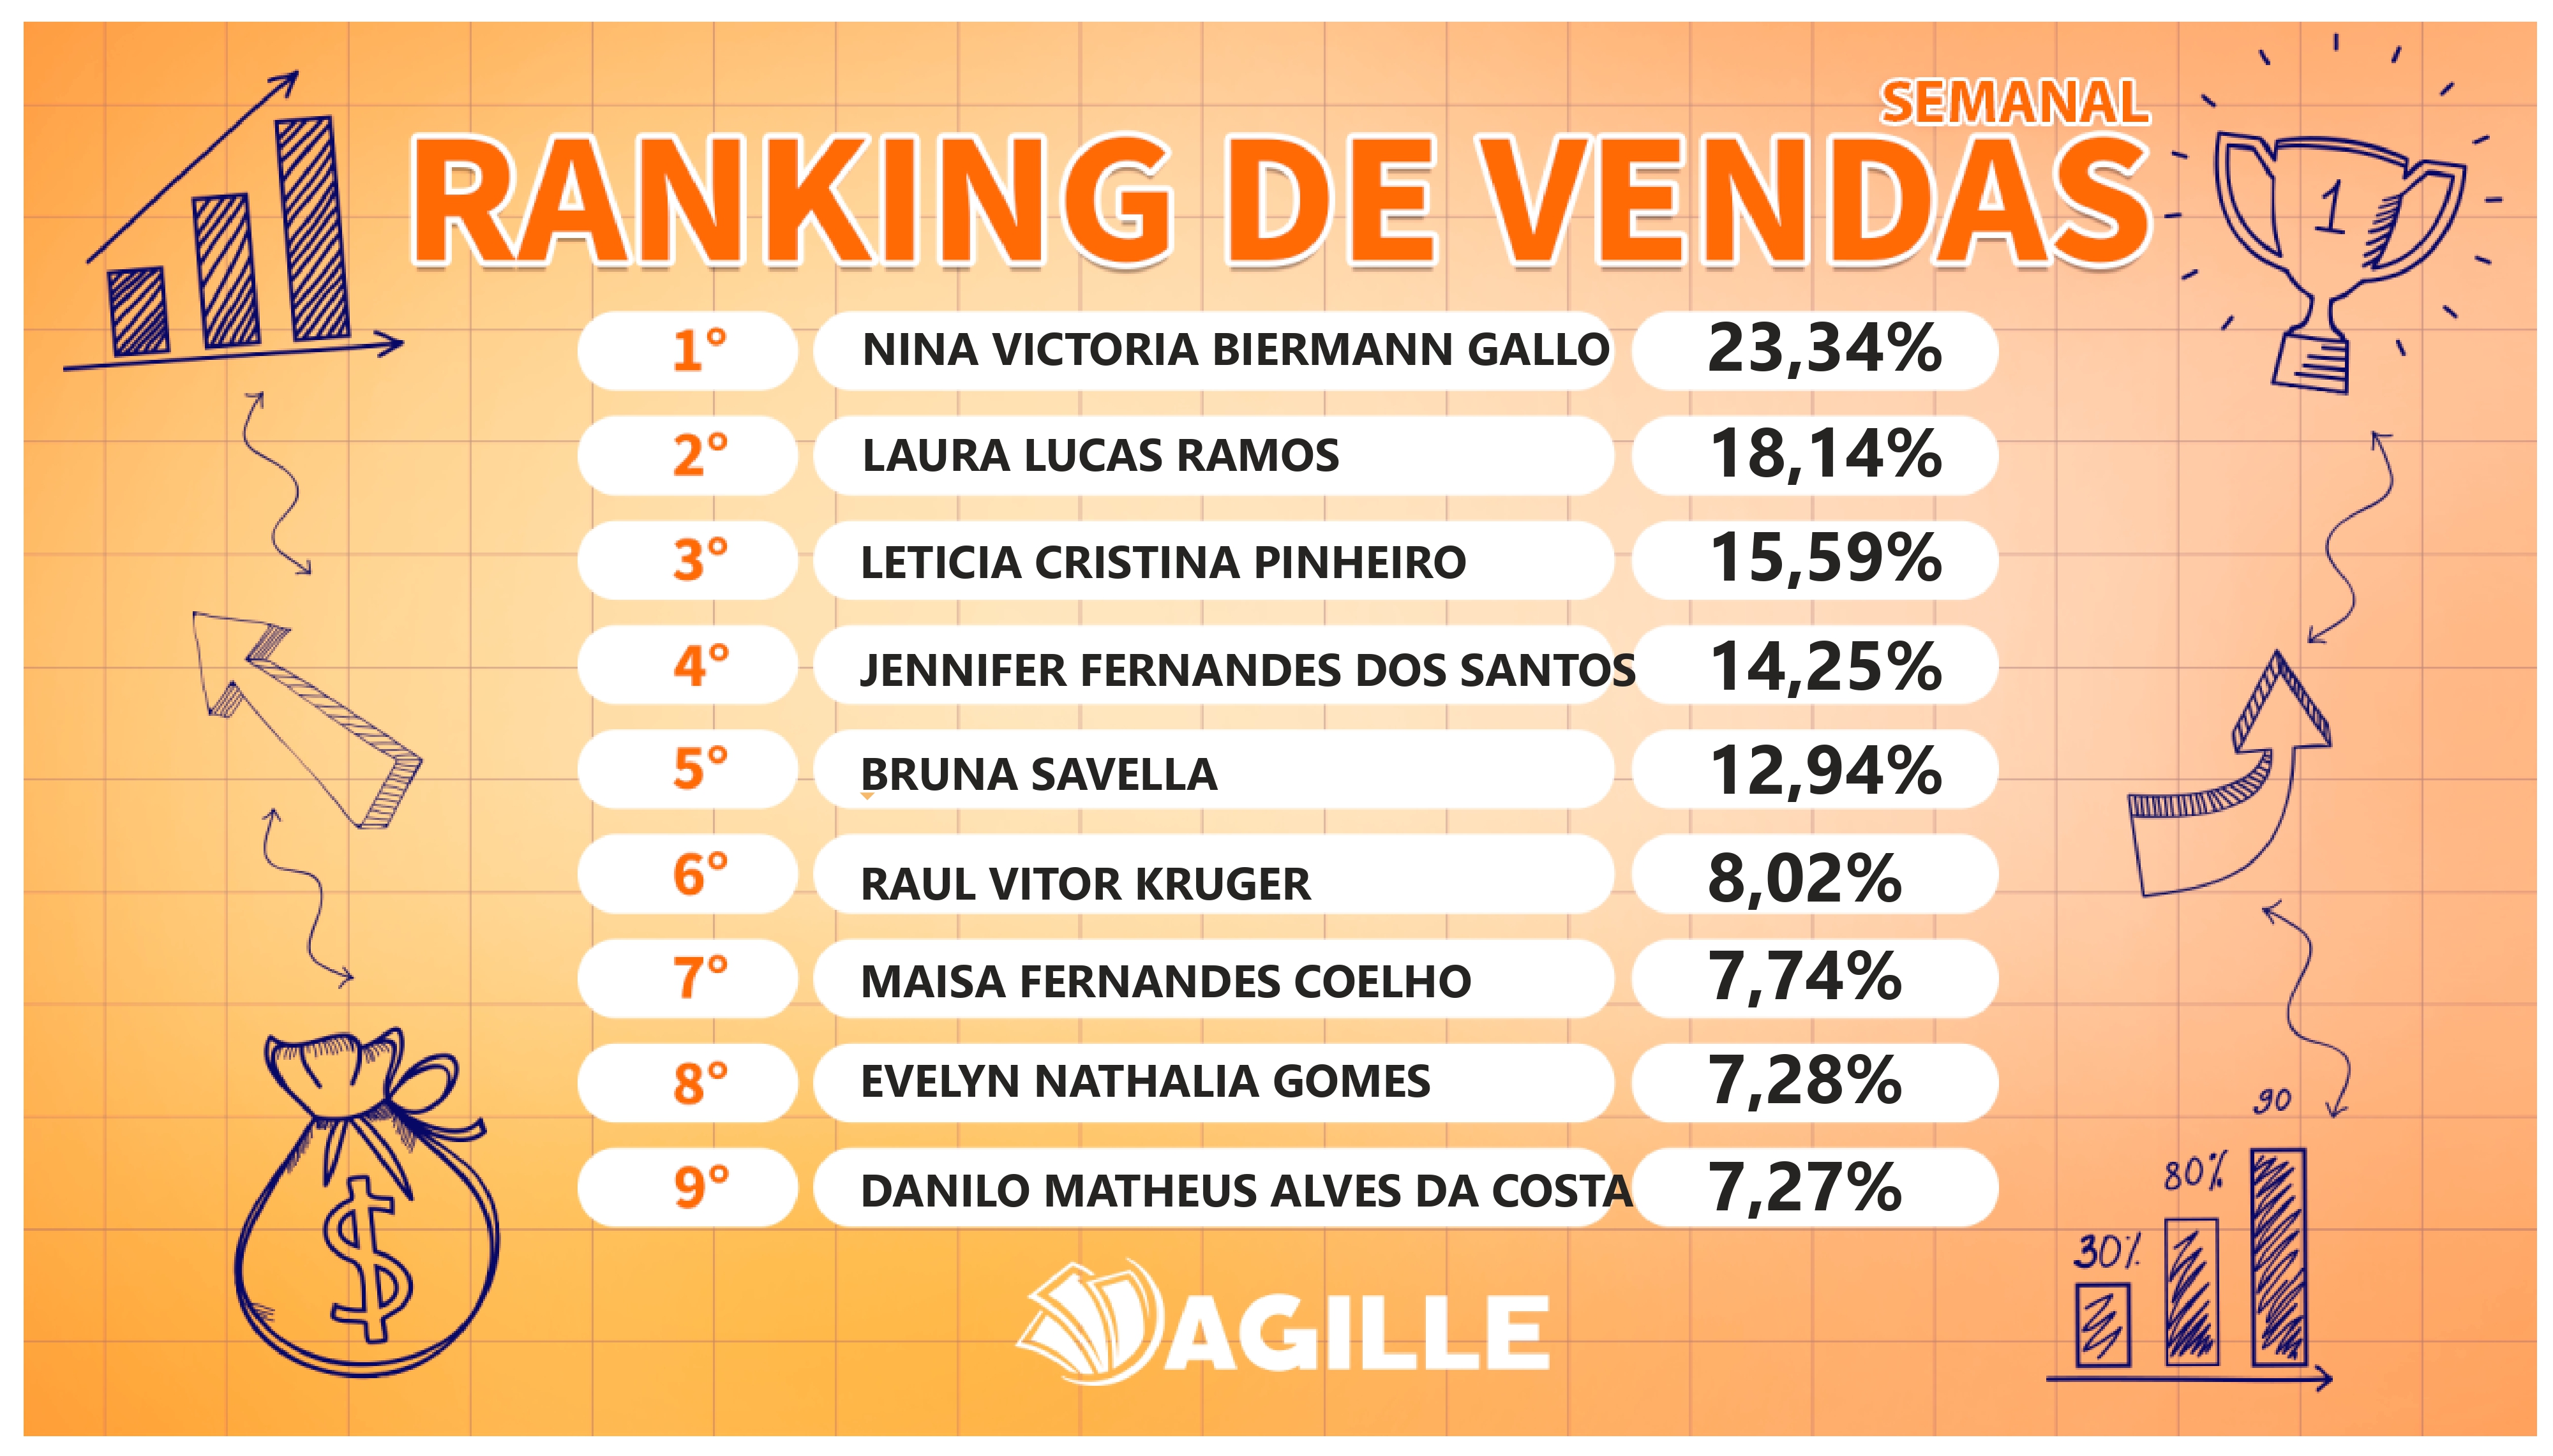 SEMANAL
RANKING DE VENDAS
1° NINA VICTORIA BIERMANN GALLO 23,34%
2° LAURA LUCAS RAMOS 18,14%
3° LETICIA CRISTINA PINHEIRO 15,59%
4° JENNIFER FERNANDES DOS SANTOS 14,25%
5° BRUNA SAVELLA 12,94%
6° RAUL VITOR KRUGER 8,02%
7° MAISA FERNANDES COELHO 7,74%
8° EVELYN NATHALIA GOMES 7,28%
9° DANILO MATHEUS ALVES DA COSTA 7,27%
AGILLE
1
$
30%
80%
90